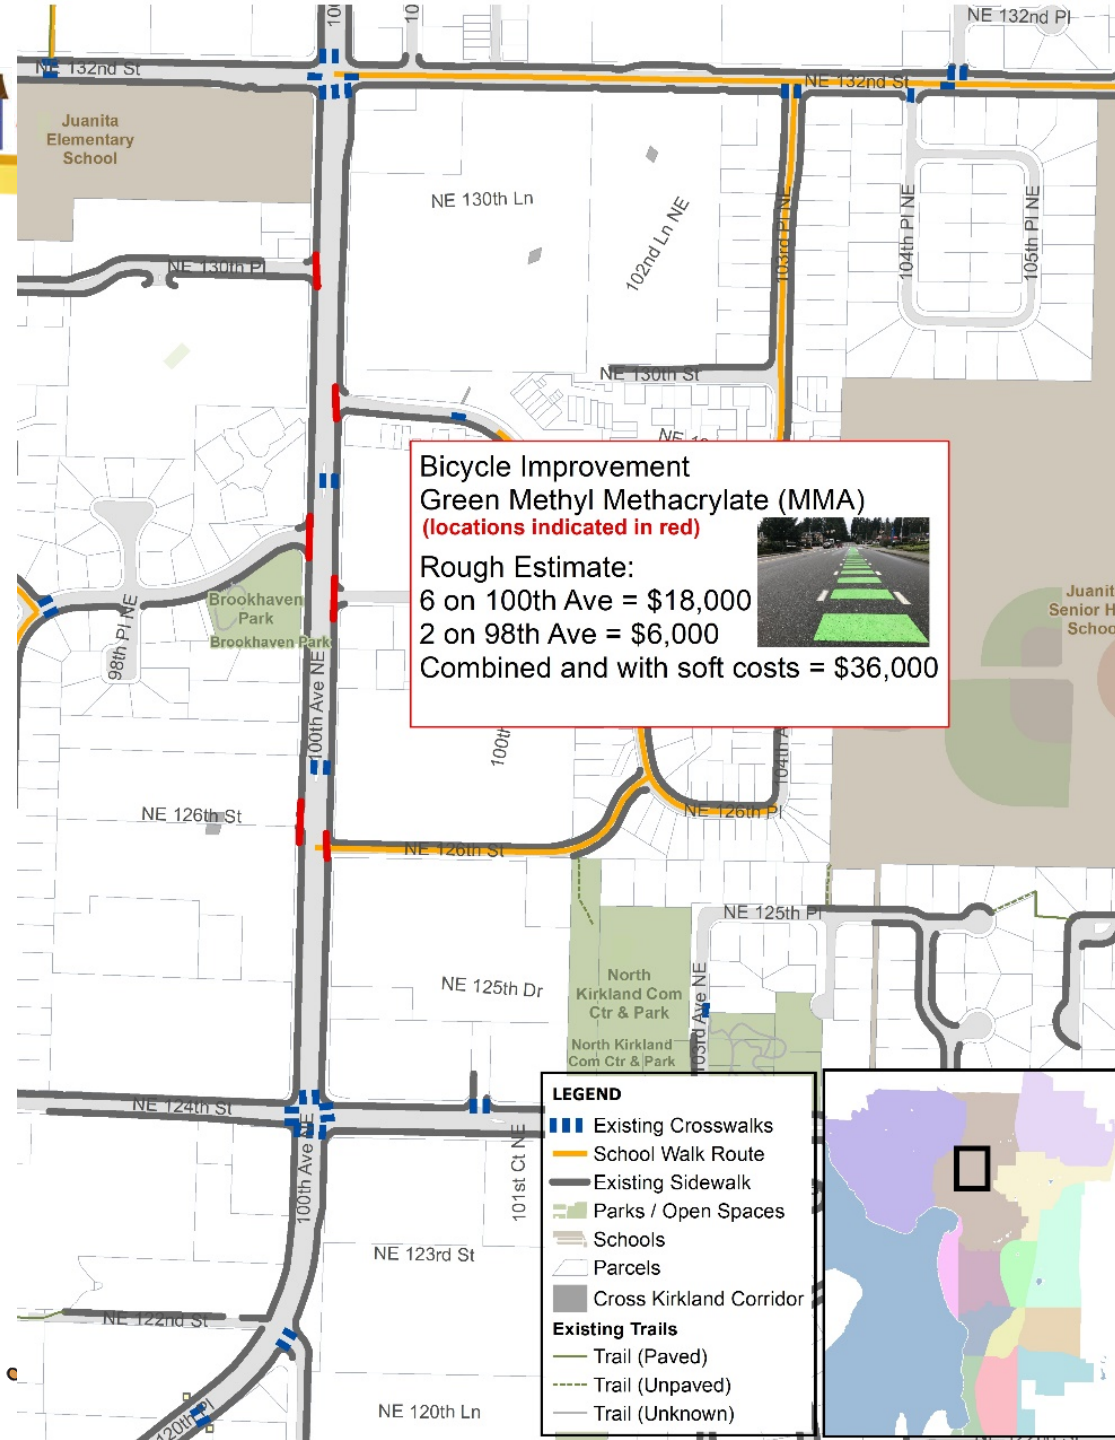 NE 132nd Pl
NE 132nd St
NE 132nd St
Juanita
Elementary
School
NE 130th Ln
102nd Ln NE
103rd Pl NE
104th Pl NE
105th Pl NE
NE 130th Pl
NE 130th St
Bicycle Improvement
Green Methyl Methacrylate (MMA)
(locations indicated in red)
Rough Estimate:
6 on 100th Ave = $18,000
2 on 98th Ave = $6,000
Combined and with soft costs = $36,000
Brookhaven
Park
Brookhaven Park
98th Pl NE
100th Ave NE
NE 126th St
NE 126th St
NE 126th Pl
NE 125th Pl
NE 125th Dr
North
Kirkland Com
Ctr & Park
North Kirkland
Com Ctr & Park
103rd Ave NE
NE 124th St
100th Ave NE
101st Ct NE
NE 123rd St
NE 122nd St
NE 120th Ln
120th Pl
LEGEND
Existing Crosswalks
School Walk Route
Existing Sidewalk
Parks / Open Spaces
Schools
Parcels
Cross Kirkland Corridor
Existing Trails
Trail (Paved)
Trail (Unpaved)
Trail (Unknown)